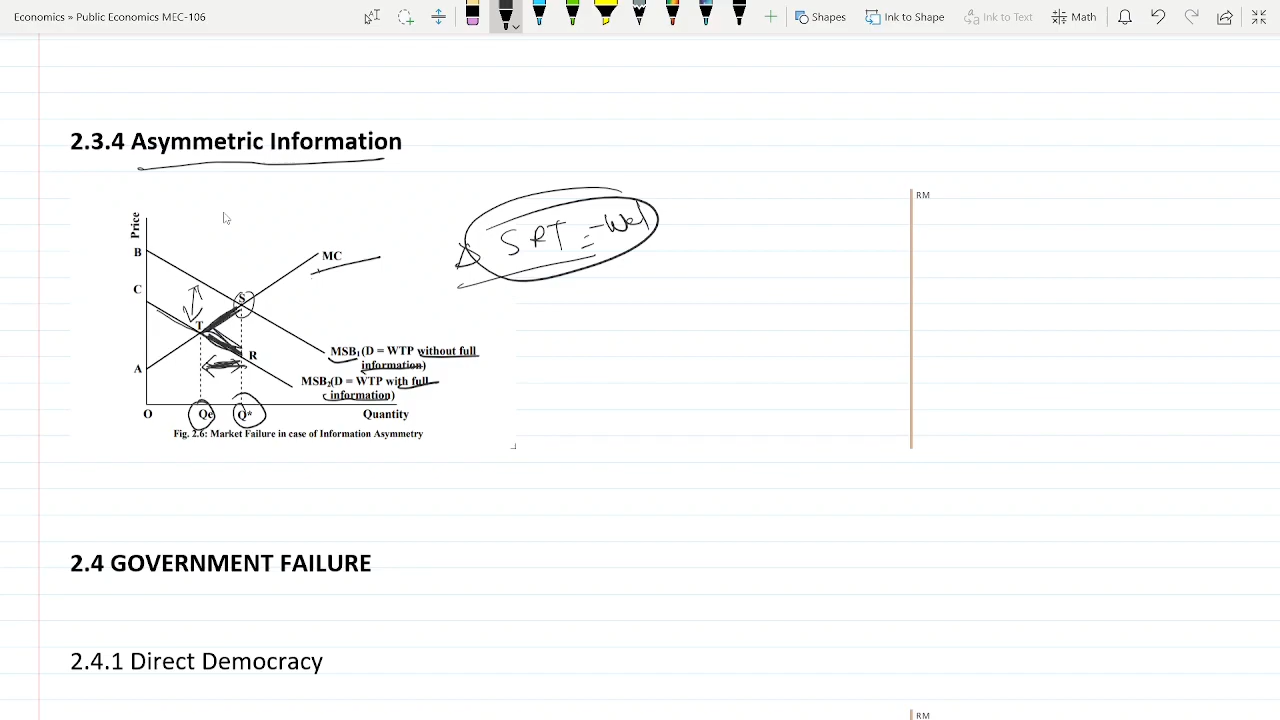 Economics » Public Economics MEC-106
Shapes
Ink to Shape
Ink to Text
Math
2.3.4 Asymmetric Information
RM
Price
B
MC
C
S
T
R
MSB₁(D = WTP without full
information)
A
MSB₂(D = WTP with full
information)
O
Qe
Q*
Quantity
Fig. 2.6: Market Failure in case of Information Asymmetry
Δ SRT = -Wel
2.4 GOVERNMENT FAILURE
2.4.1 Direct Democracy
RM